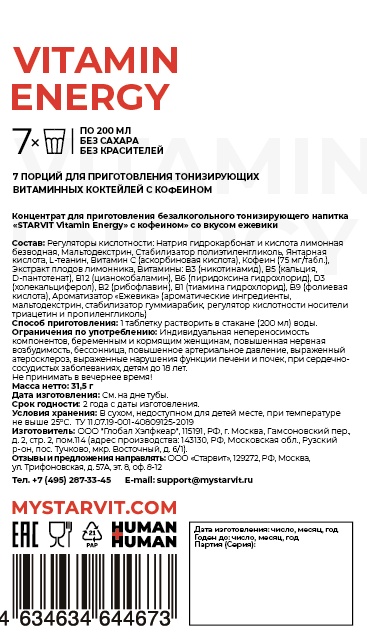 VITAMIN
ENERGY
7× ПО 200 МЛ
БЕЗ САХАРА
БЕЗ КРАСИТЕЛЕЙ
7 ПОРЦИЙ ДЛЯ ПРИГОТОВЛЕНИЯ ТОНИЗИРУЮЩИХ
ВИТАМИННЫХ КОКТЕЙЛЕЙ С КОФЕИНОМ
Концентрат для приготовления безалкогольного тонизирующего напитка
«STARVIT Vitamin Energy» с кофеином» со вкусом ежевики
Состав: Регуляторы кислотности: Натрия гидрокарбонат и кислота лимонная
безводная, Мальтодекстрин, Стабилизатор полиэтиленгликоль, Янтарная
кислота, L-теанин, Витамин С (аскорбиновая кислота), Кофеин (75 мг/табл.),
Экстракт плодов лимонника, Витамины: В3 (никотинамид), В5 (кальция,
D-пантотенат), В12 (цианокобаламин), В6 (пиридоксина гидрохлорид), D3
(холекальциферол), В2 (рибофлавин), В1 (тиамина гидрохлорид), В9 (фолиевая
кислота), Ароматизатор «Ежевика» (ароматические ингредиенты,
мальтодекстрин, стабилизатор гуммиарабик, регулятор кислотности носители
триацетин и пропиленгликоль)
Способ приготовления: 1 таблетку растворить в стакане (200 мл) воды.
Ограничения по употреблению: Индивидуальная непереносимость
компонентов, беременным и кормящим женщинам, повышенная нервная
возбудимость, бессонница, повышенное артериальное давление, выраженный
атеросклероз, выраженные нарушения функции печени и почек, при сердечно-
сосудистых заболеваниях, детям до 18 лет.
Не принимать в вечернее время!
Масса нетто: 31,5 г
Дата изготовления: См. на дне тубы.
Срок годности: 2 года с даты изготовления.
Условия хранения: В сухом, недоступном для детей месте, при температуре
не выше 25°С. ТУ 11.07.19-001-40809125-2019
Изготовитель: ООО "Глобал Хэлфкеар", 115191, РФ, г. Москва, Гамсоновский пер.,
д. 2, стр. 2, пом.114 (адрес производства: 143130, РФ, Московская обл., Рузский
р-он, пос. Тучково, мкр. Восточный, д. 6/1).
Отзывы и предложения направлять: ООО «Старвит», 129272, РФ, Москва,
ул. Трифоновская, д. 57А, эт. 8, оф. 8-12
Тел. +7 (495) 287-33-45 E-mail: support@mystarvit.ru
MYSTARVIT.COM
EAC
21
PAP
HUMAN
HUMAN
Дата изготовления: число, месяц, год
Годен до: число, месяц, год
Партия (Серия):
4 634634 644673